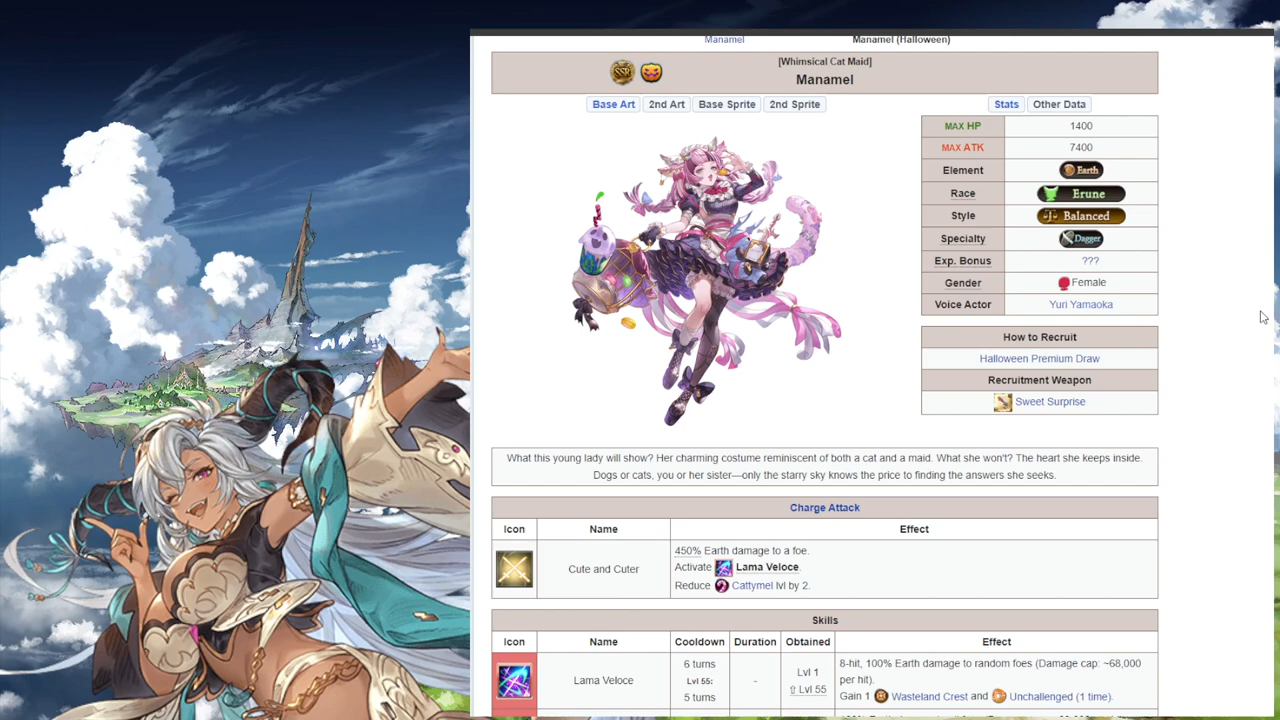 Manamel Manamel (Halloween)
SSR
[Whimsical Cat Maid]
Manamel
Base Art 2nd Art Base Sprite 2nd Sprite
Stats Other Data
MAX HP 1400
MAX ATK 7400
Element Earth
Race Erune
Style Balanced
Specialty Dagger
Exp. Bonus ???
Gender Female
Voice Actor Yuri Yamaoka
How to Recruit
Halloween Premium Draw
Recruitment Weapon
Sweet Surprise
What this young lady will show? Her charming costume reminiscent of both a cat and a maid. What she won't? The heart she keeps inside.
Dogs or cats, you or her sister—only the starry sky knows the price to finding the answers she seeks.
Charge Attack
Icon Name Effect
Cute and Cuter
450% Earth damage to a foe.
Activate Lama Veloce.
Reduce Cattymel lvl by 2.
Skills
Icon Name Cooldown Duration Obtained Effect
Lama Veloce
6 turns
Lvl 55:
5 turns
-
Lvl 1
⇧ Lvl 55
8-hit, 100% Earth damage to random foes (Damage cap: ~68,000
per hit).
Gain 1 Wasteland Crest and Unchallenged (1 time).